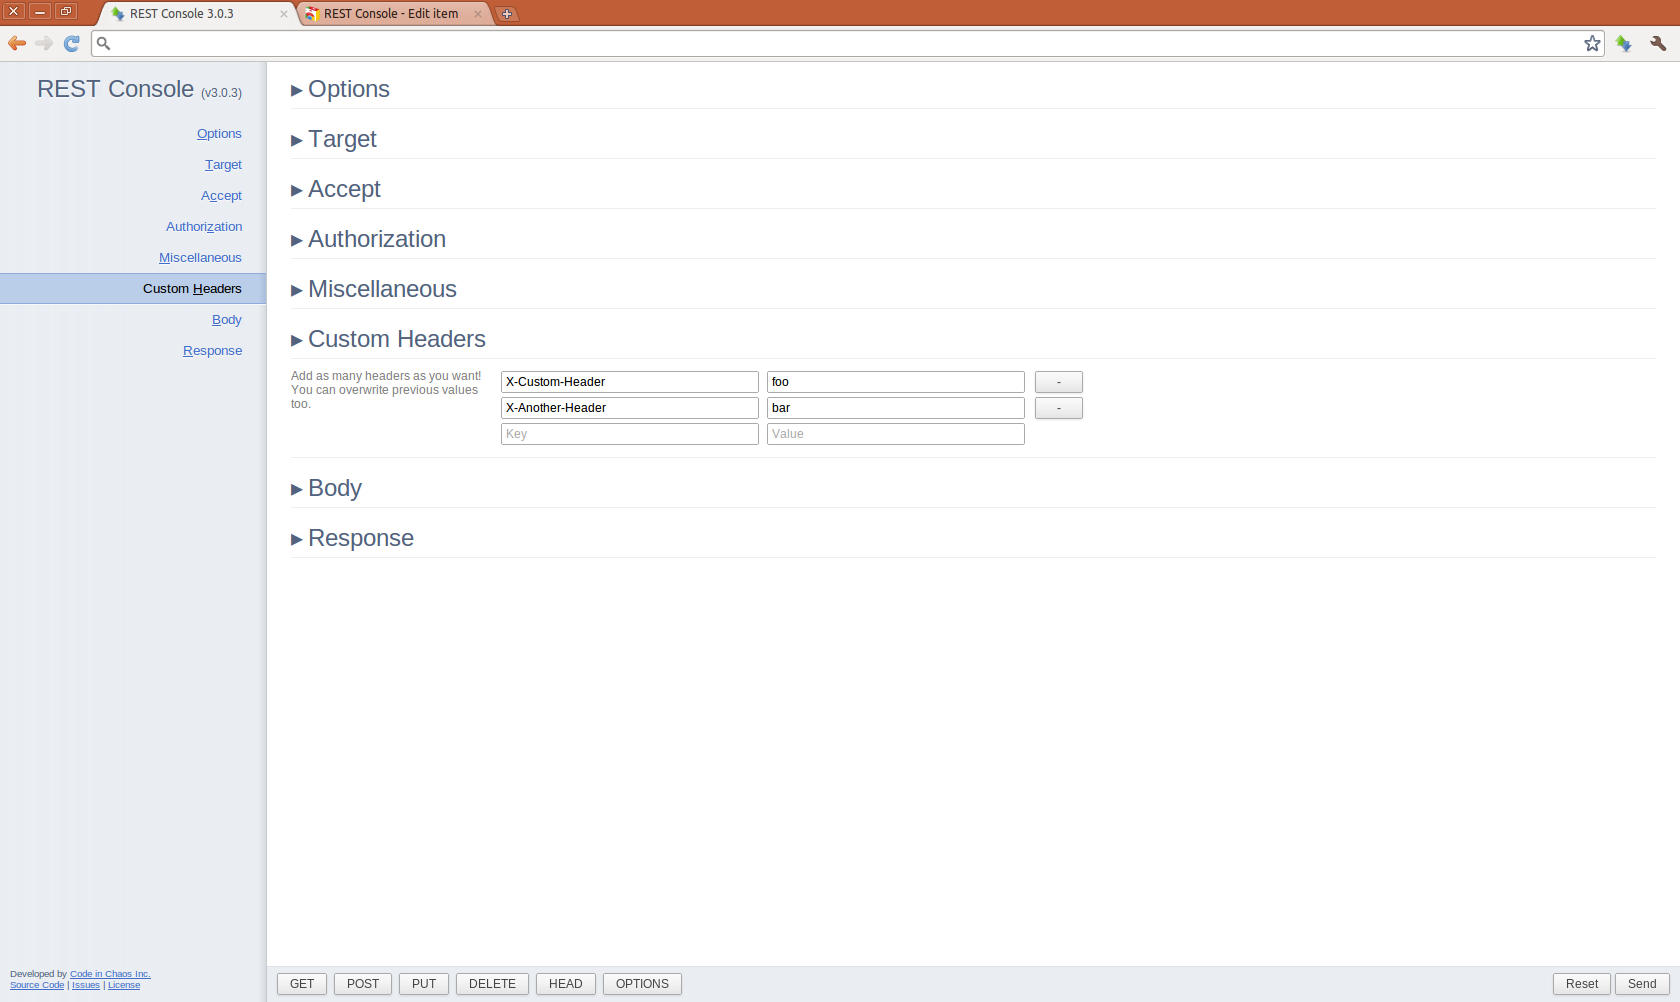 REST Console 3.0.3
REST Console - Edit item
REST Console (v3.0.3)
Options
Target
Accept
Authorization
Miscellaneous
Custom Headers
Body
Response
Options
Target
Accept
Authorization
Miscellaneous
Custom Headers
Add as many headers as you want!
You can overwrite previous values
too.
X-Custom-Header foo -
X-Another-Header bar -
Key Value
Body
Response
Developed by Code in Chaos Inc.
Source Code | Issues | License
GET POST PUT DELETE HEAD OPTIONS Reset Send